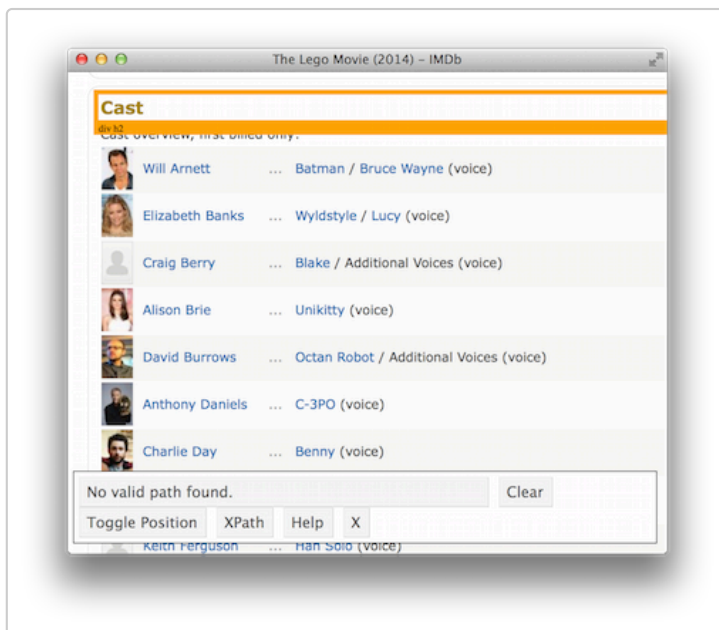 The Lego Movie (2014) – IMDb
Cast
div h2
Cast overview, first billed only:
Will Arnett ... Batman / Bruce Wayne (voice)
Elizabeth Banks ... Wyldstyle / Lucy (voice)
Craig Berry ... Blake / Additional Voices (voice)
Alison Brie ... Unikitty (voice)
David Burrows ... Octan Robot / Additional Voices (voice)
Anthony Daniels ... C-3PO (voice)
Charlie Day ... Benny (voice)
No valid path found. Clear
Toggle Position XPath Help X
Keith Ferguson ... Han Solo (voice)